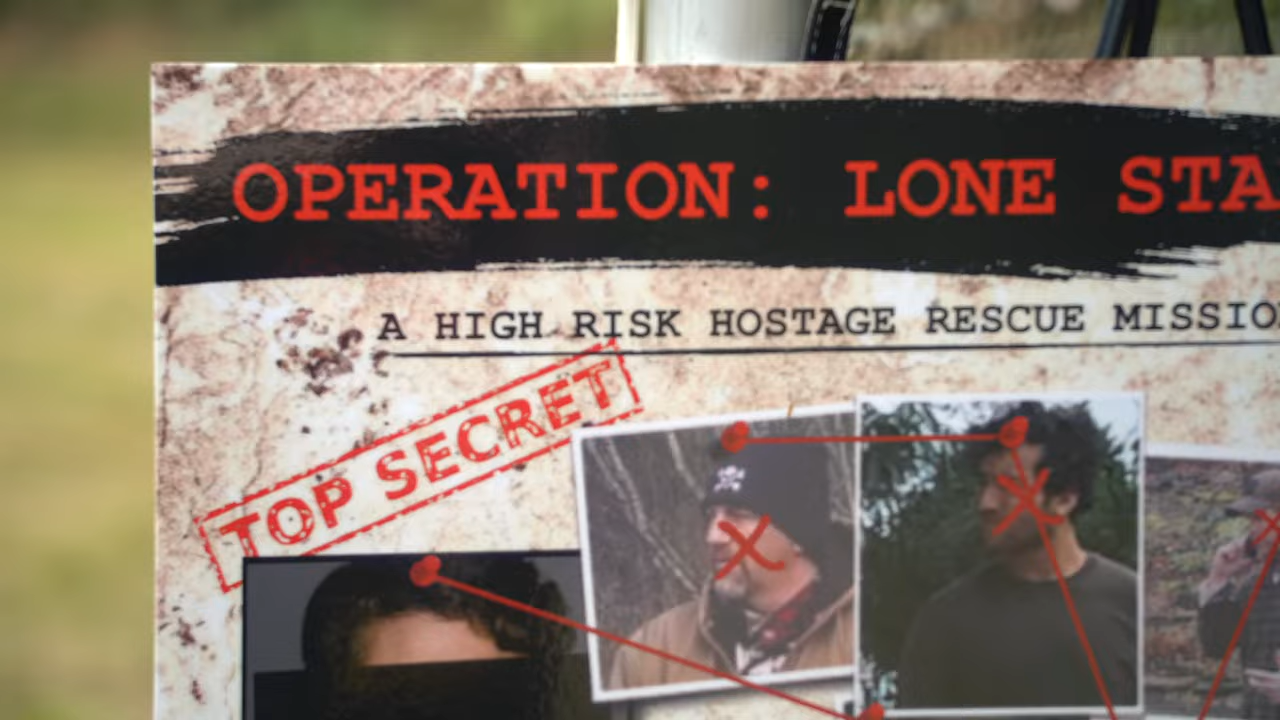 OPERATION: LONE STA
A HIGH RISK HOSTAGE RESCUE MISSIO
TOP SECRET